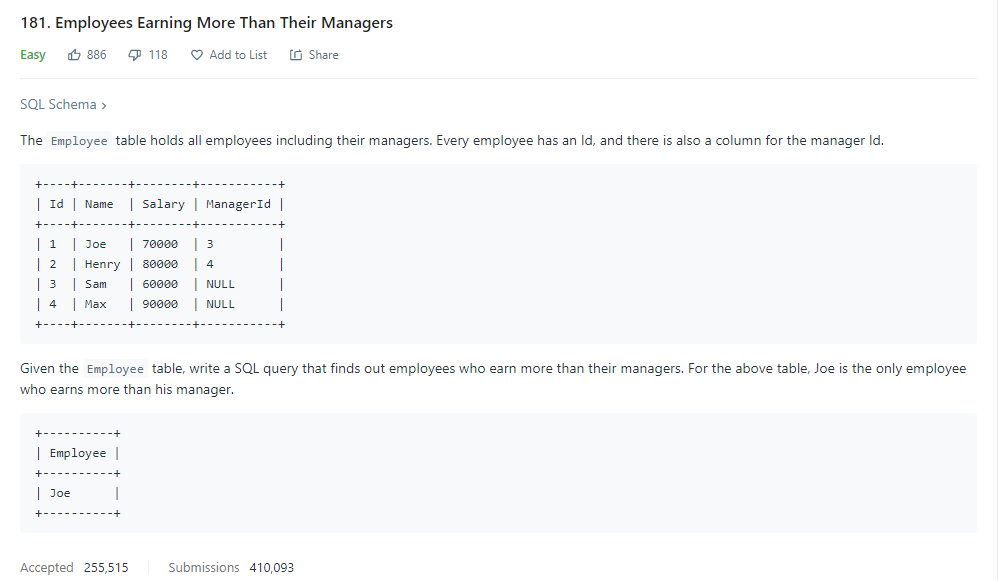 181. Employees Earning More Than Their Managers
Easy 886 118 Add to List Share
SQL Schema >
The Employee table holds all employees including their managers. Every employee has an Id, and there is also a column for the manager Id.
+----+-------+--------+-----------+
| Id | Name  | Salary | ManagerId |
+----+-------+--------+-----------+
| 1  | Joe   | 70000  | 3         |
| 2  | Henry | 80000  | 4         |
| 3  | Sam   | 60000  | NULL      |
| 4  | Max   | 90000  | NULL      |
+----+-------+--------+-----------+
Given the Employee table, write a SQL query that finds out employees who earn more than their managers. For the above table, Joe is the only employee
who earns more than his manager.
+----------+
| Employee |
+----------+
| Joe      |
+----------+
Accepted 255,515 Submissions 410,093